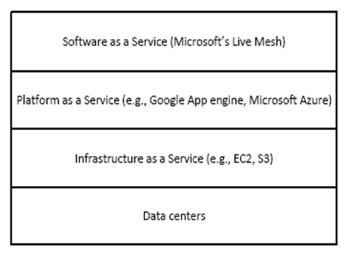 Software as a Service (Microsoft's Live Mesh)
Platform as a Service (e.g., Google App engine, Microsoft Azure)
Infrastructure as a Service (e.g., EC2, S3)
Data centers